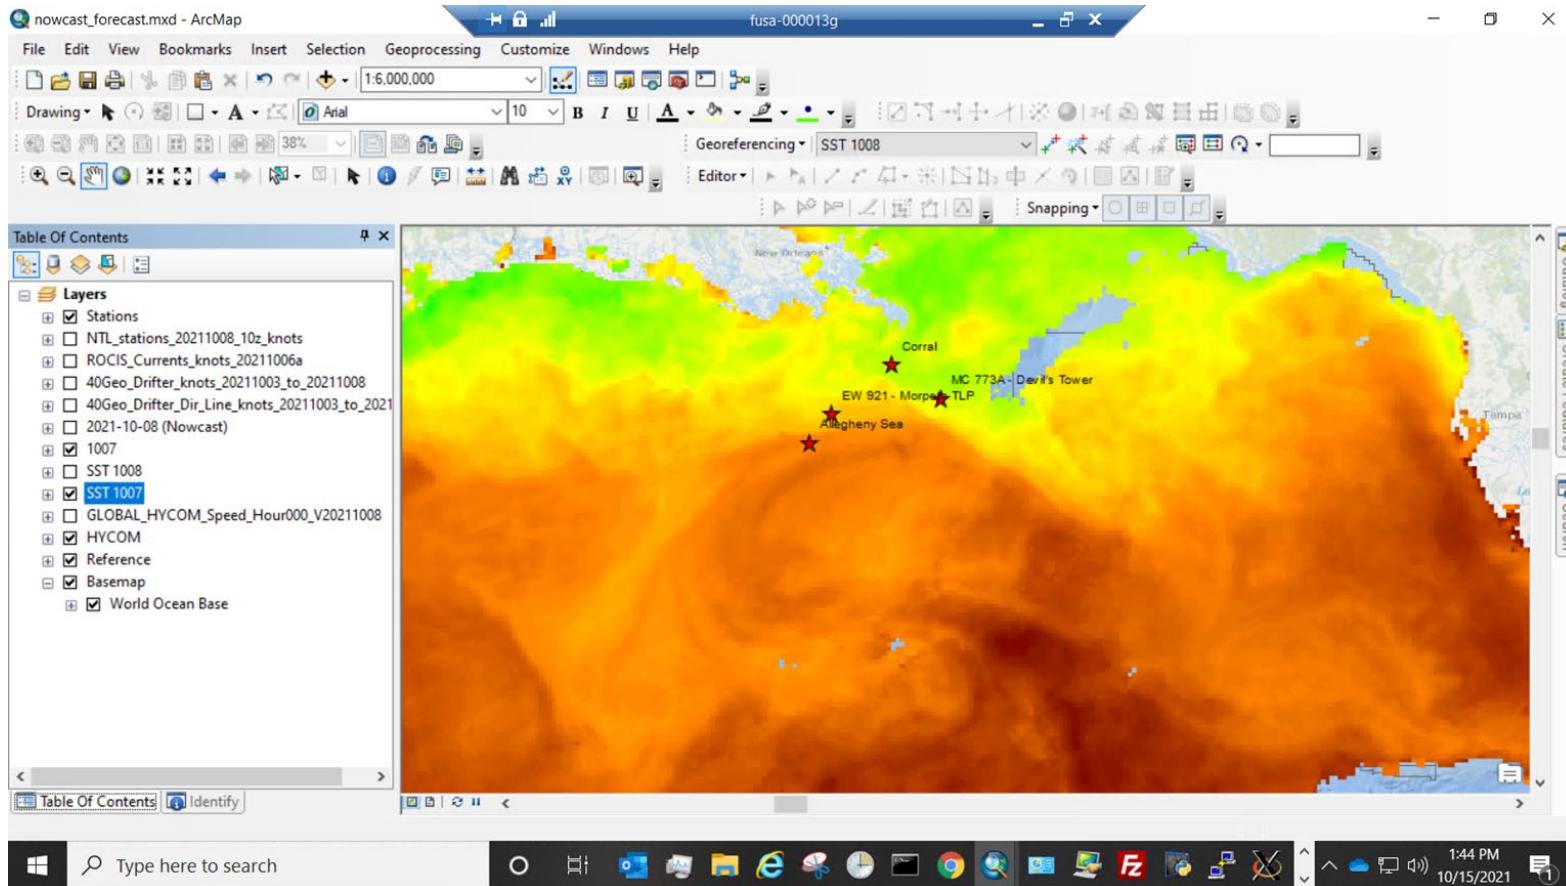 nowcast_forecast.mxd - ArcMap
fusa-000013g
File Edit View Bookmarks Insert Selection Geoprocessing Customize Windows Help
1:6,000,000
Drawing A Arial 10 B I U A
38% Georeferencing SST 1008
Editor
Snapping
Table Of Contents
Layers
Stations
NTL_stations_20211008_10z_knots
ROCIS_Currents_knots_20211006a
40Geo_Drifter_knots_20211003_to_20211008
40Geo_Drifter_Dir_Line_knots_20211003_to_2021
2021-10-08 (Nowcast)
1007
SST 1008
SST 1007
GLOBAL_HYCOM_Speed_Hour000_V20211008
HYCOM
Reference
Basemap
World Ocean Base
New Orleans
Corral
MC 773A - Devil's Tower
EW 921 - Morpeth TLP
Allegheny Sea
Tampa
Table Of Contents Identify
Type here to search
1:44 PM
10/15/2021
1